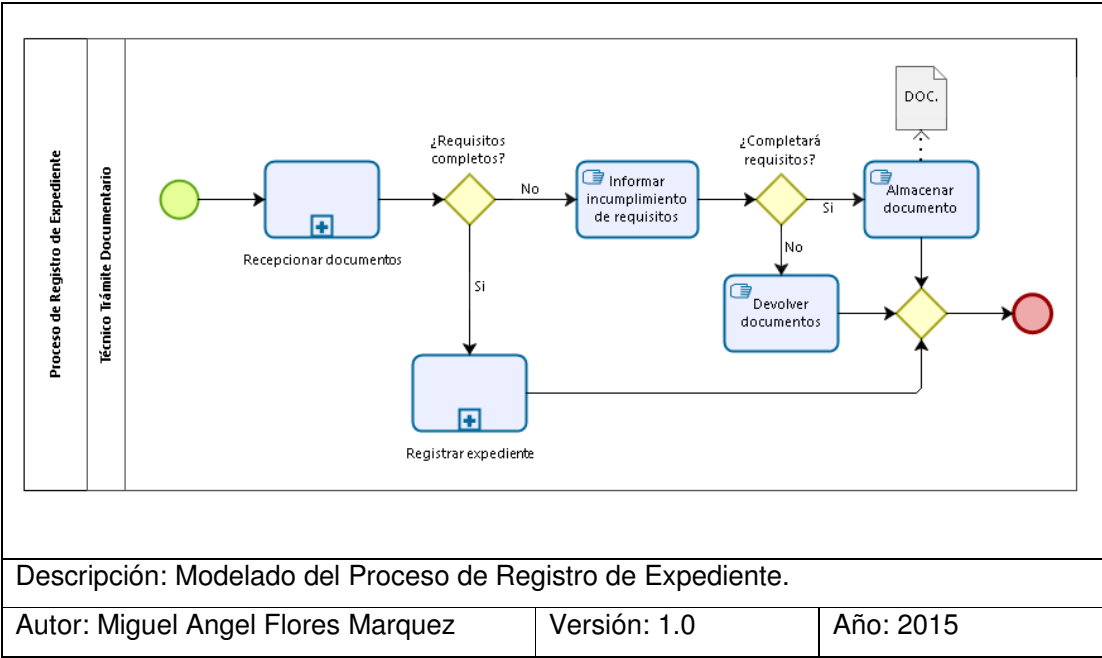 Proceso de Registro de Expediente
Técnico Trámite Documentario
¿Requisitos
completos?
No
Si
Recepcionar documentos
Informar
incumplimiento
de requisitos
¿Completará
requisitos?
Si
No
DOC.
Almacenar
documento
Devolver
documentos
Registrar expediente
Descripción: Modelado del Proceso de Registro de Expediente.
Autor: Miguel Angel Flores Marquez
Versión: 1.0
Año: 2015